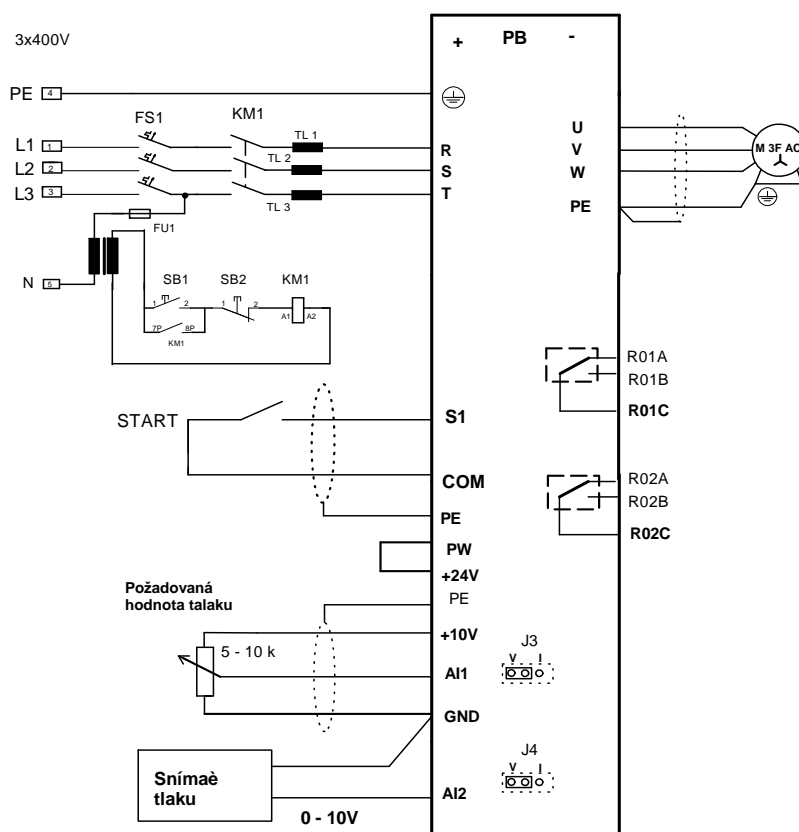 3x400V
+ PB -
PE 4
FS1 KM1
L1 1
TL 1
R
L2 2
TL 2
S
L3 3
TL 3
T
U
V
W
PE
M 3F AC
FU1
N 5
SB1 SB2 KM1
1 2 1 2 A1 A2
7P 8P
KM1
R01A
R01B
R01C
START
S1
COM
PE
R02A
R02B
R02C
PW
+24V
PE
Požadovaná
hodnota talaku
+10V
5 - 10 k
AI1
GND
J3
V I
Snímaè
tlaku
AI2
0 - 10V
J4
V I